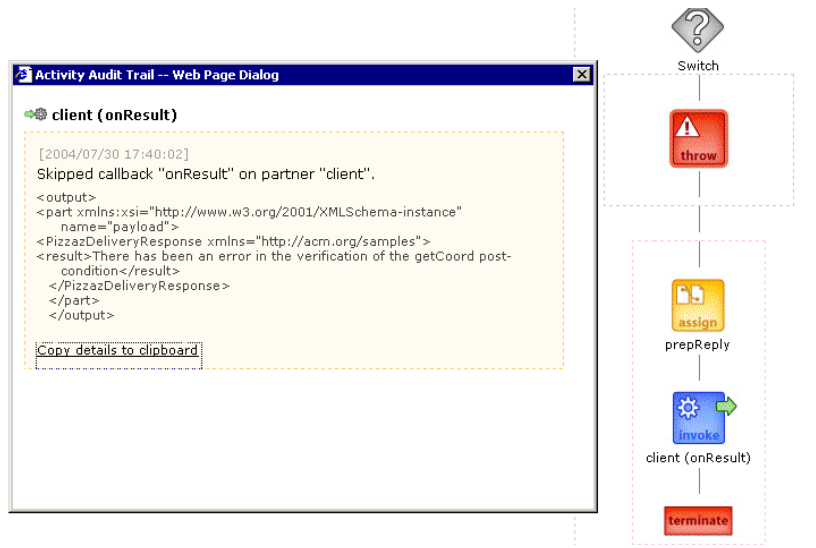 Switch
Activity Audit Trail -- Web Page Dialog
client (onResult)
[2004/07/30 17:40:02]
Skipped callback "onResult" on partner "client".
<output>
<part xmlns:xsi="http://www.w3.org/2001/XMLSchema-instance"
name="payload">
<PizzazDeliveryResponse xmlns="http://acm.org/samples">
<result>There has been an error in the verification of the getCoord post-
condition</result>
</PizzazDeliveryResponse>
</part>
</output>
Copy details to clipboard
throw
assign
prepReply
invoke
client (onResult)
terminate